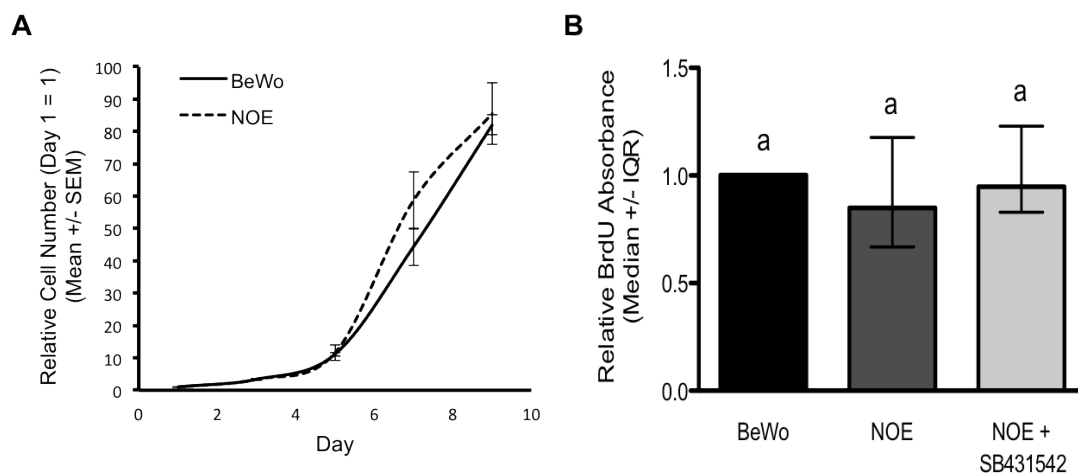 A
Relative Cell Number (Day 1 = 1)
(Mean +/- SEM)
100
90
80
70
60
50
40
30
20
10
0
BeWo
NOE
0 2 4 6 8 10
Day
B
Relative BrdU Absorbance
(Median +/- IQR)
1.5
1.0
0.5
0.0
a a a
BeWo NOE NOE +
SB431542